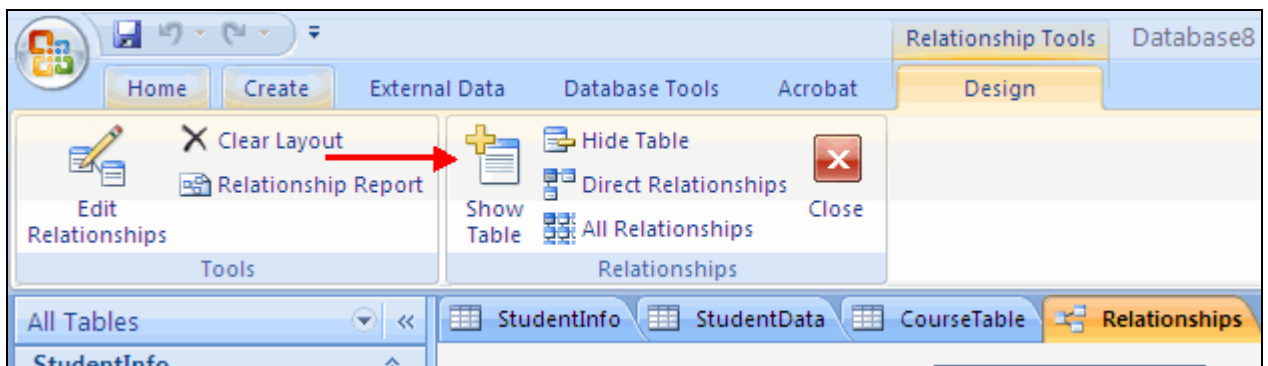 Relationship Tools Database8
Home Create External Data Database Tools Acrobat Design
Clear Layout
Relationship Report
Edit
Relationships
Tools
Show
Table
Hide Table
Direct Relationships
All Relationships
Close
Relationships
All Tables
StudentInfo StudentData CourseTable Relationships
StudentInfo